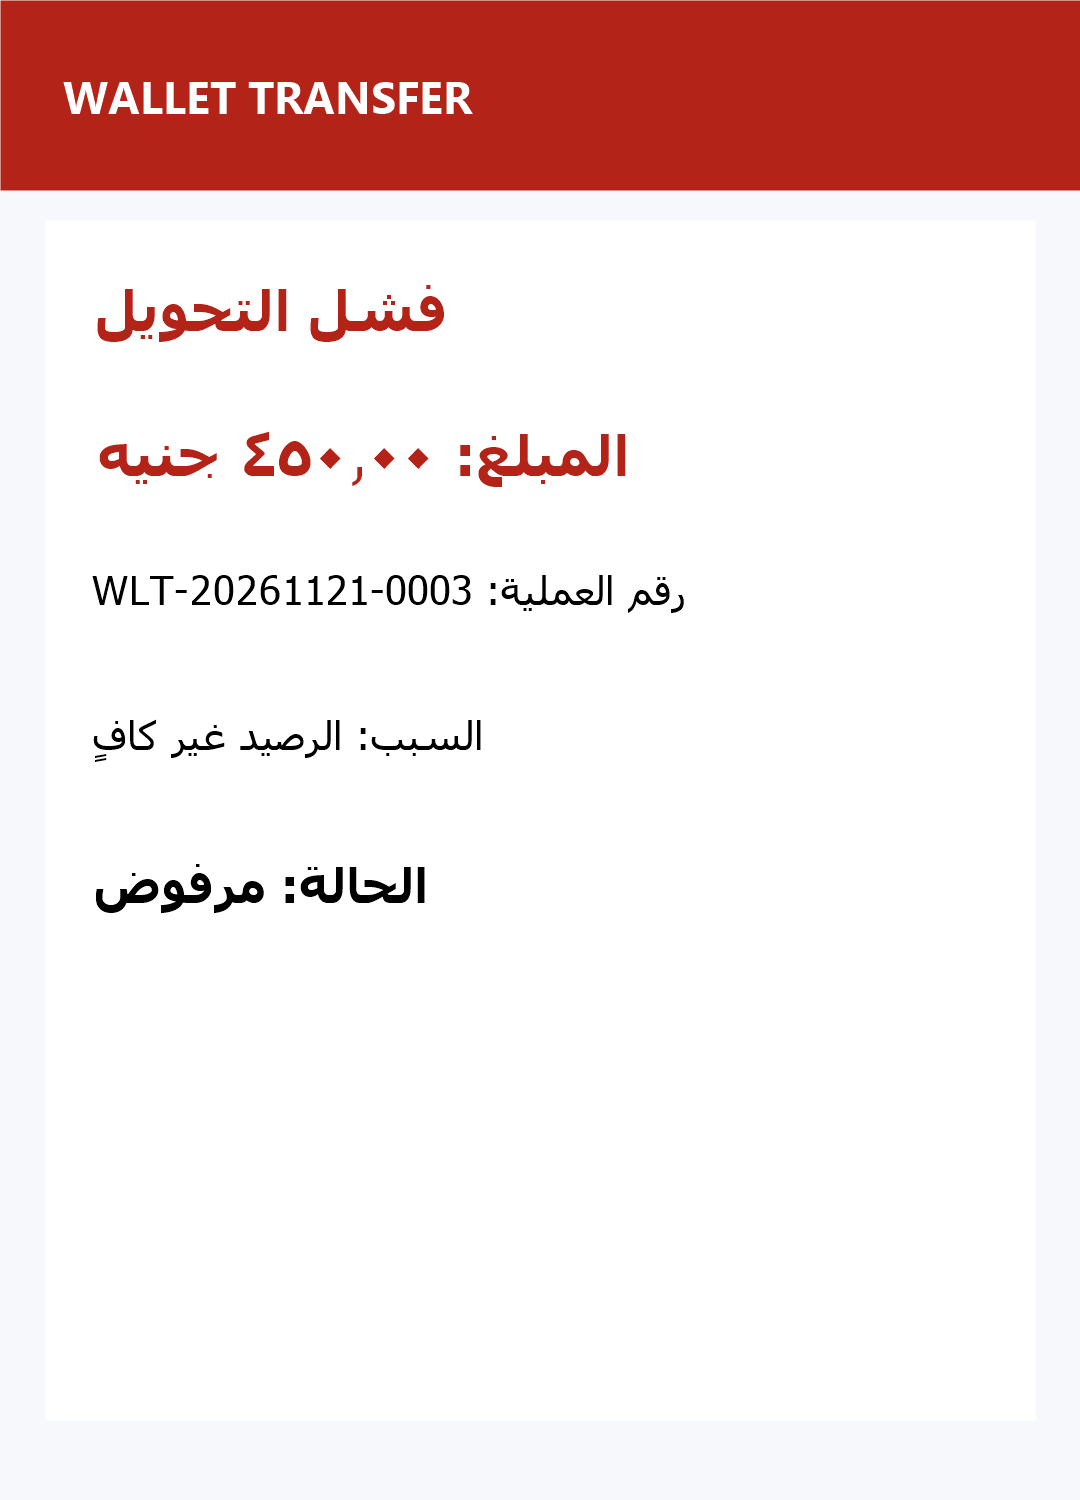 WALLET TRANSFER
فشل التحويل
المبلغ: ٤٥٠٫٠٠ جنيه
رقم العملية: WLT-20261121-0003
السبب: الرصيد غير كافٍ
الحالة: مرفوض